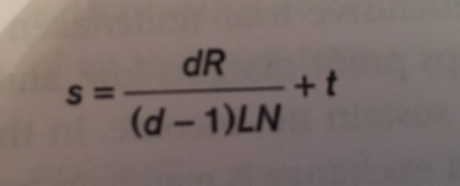 s = dR / (d – 1)LN + t